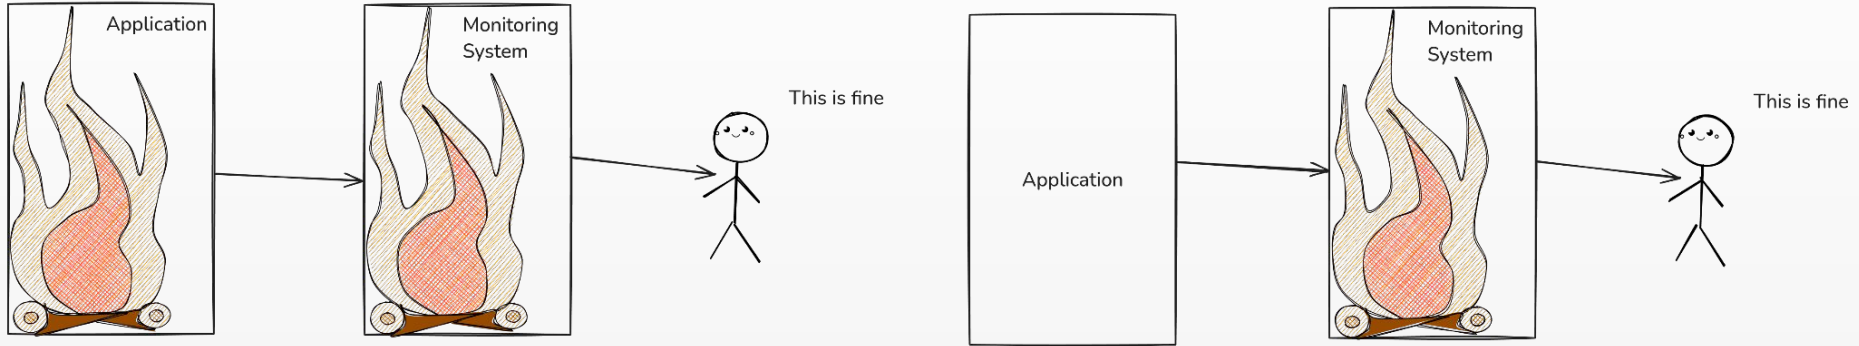 Application
Monitoring
System
This is fine
Application
Monitoring
System
This is fine